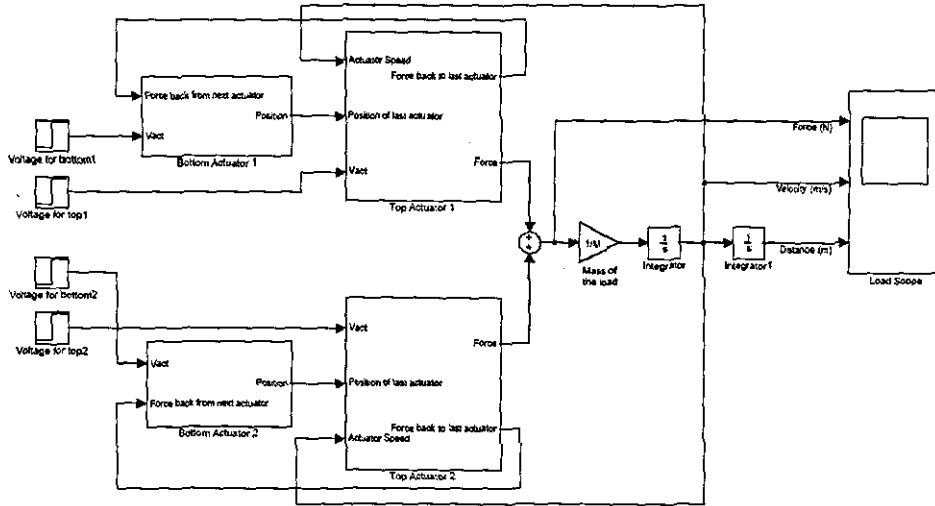 Actuator Speed
Force back to last actuator
Force back from next actuator
Position
Position of last actuator
Vact
Voltage for bottom1
Bottom Actuator 1
Vact
Force
Voltage for top1
Top Actuator 1
Force (N)
Velocity (m/s)
Distance (m)
Load Scope
+
+
1/M
Mass of
the load
1
s
Integrator
1
s
Integrator1
Voltage for bottom2
Voltage for top2
Vact
Force
Vact
Position
Position of last actuator
Force back from next actuator
Bottom Actuator 2
Force back to last actuator
Actuator Speed
Top Actuator 2